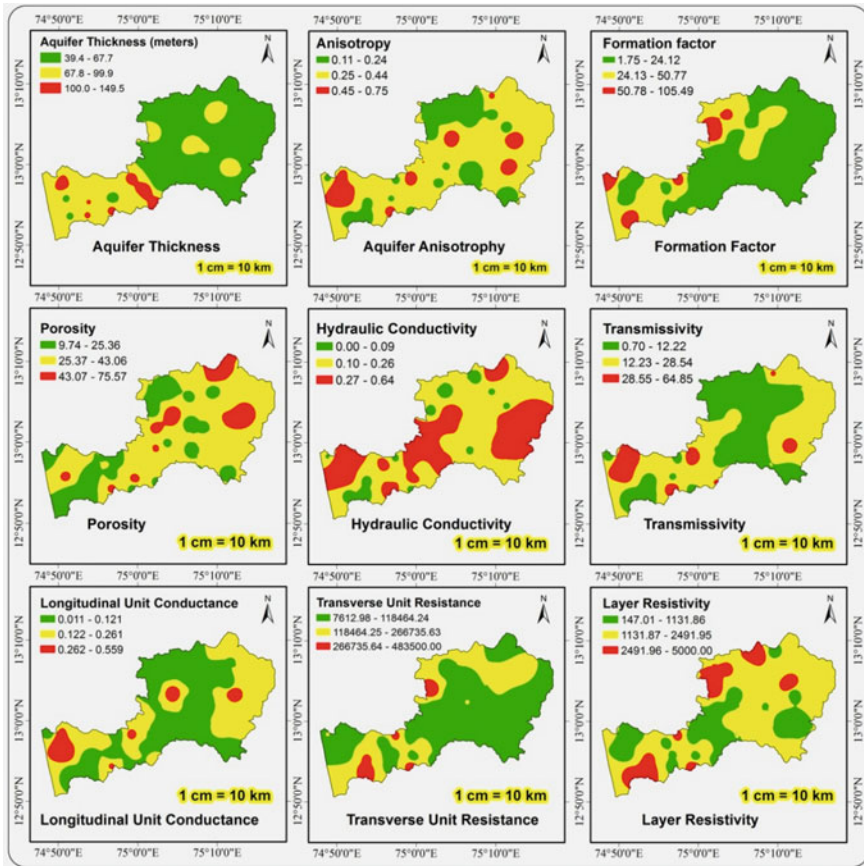 74°50'0"E 75°0'0"E 75°10'0"E
74°50'0"E 75°0'0"E 75°10'0"E
74°50'0"E 75°0'0"E 75°10'0"E
Aquifer Thickness (meters)
39.4 - 67.7
67.8 - 99.9
100.0 - 149.5
N
Aquifer Thickness
1 cm = 10 km
Anisotropy
0.11 - 0.24
0.25 - 0.44
0.45 - 0.75
N
Aquifer Anisotrophy
1 cm = 10 km
Formation factor
1.75 - 24.12
24.13 - 50.77
50.78 - 105.49
N
Formation Factor
1 cm = 10 km
13°10'0"N
13°0'0"N
12°50'0"N
13°10'0"N
13°0'0"N
12°50'0"N
74°50'0"E 75°0'0"E 75°10'0"E
74°50'0"E 75°0'0"E 75°10'0"E
74°50'0"E 75°0'0"E 75°10'0"E
Porosity
9.74 - 25.36
25.37 - 43.06
43.07 - 75.57
N
Porosity
1 cm = 10 km
Hydraulic Conductivity
0.00 - 0.09
0.10 - 0.26
0.27 - 0.64
N
Hydraulic Conductivity
1 cm = 10 km
Transmissivity
0.70 - 12.22
12.23 - 28.54
28.55 - 64.85
N
Transmissivity
1 cm = 10 km
13°10'0"N
13°0'0"N
12°50'0"N
13°10'0"N
13°0'0"N
12°50'0"N
74°50'0"E 75°0'0"E 75°10'0"E
74°50'0"E 75°0'0"E 75°10'0"E
74°50'0"E 75°0'0"E 75°10'0"E
Longitudinal Unit Conductance
0.011 - 0.121
0.122 - 0.261
0.262 - 0.559
N
1 cm = 10 km
Longitudinal Unit Conductance
Transverse Unit Resistance
7612.98 - 118464.24
118464.25 - 266735.63
266735.64 - 483500.00
N
1 cm = 10 km
Transverse Unit Resistance
Layer Resistivity
147.01 - 1131.86
1131.87 - 2491.95
2491.96 - 5000.00
N
1 cm = 10 km
Layer Resistivity
13°10'0"N
13°0'0"N
12°50'0"N
13°10'0"N
13°0'0"N
12°50'0"N